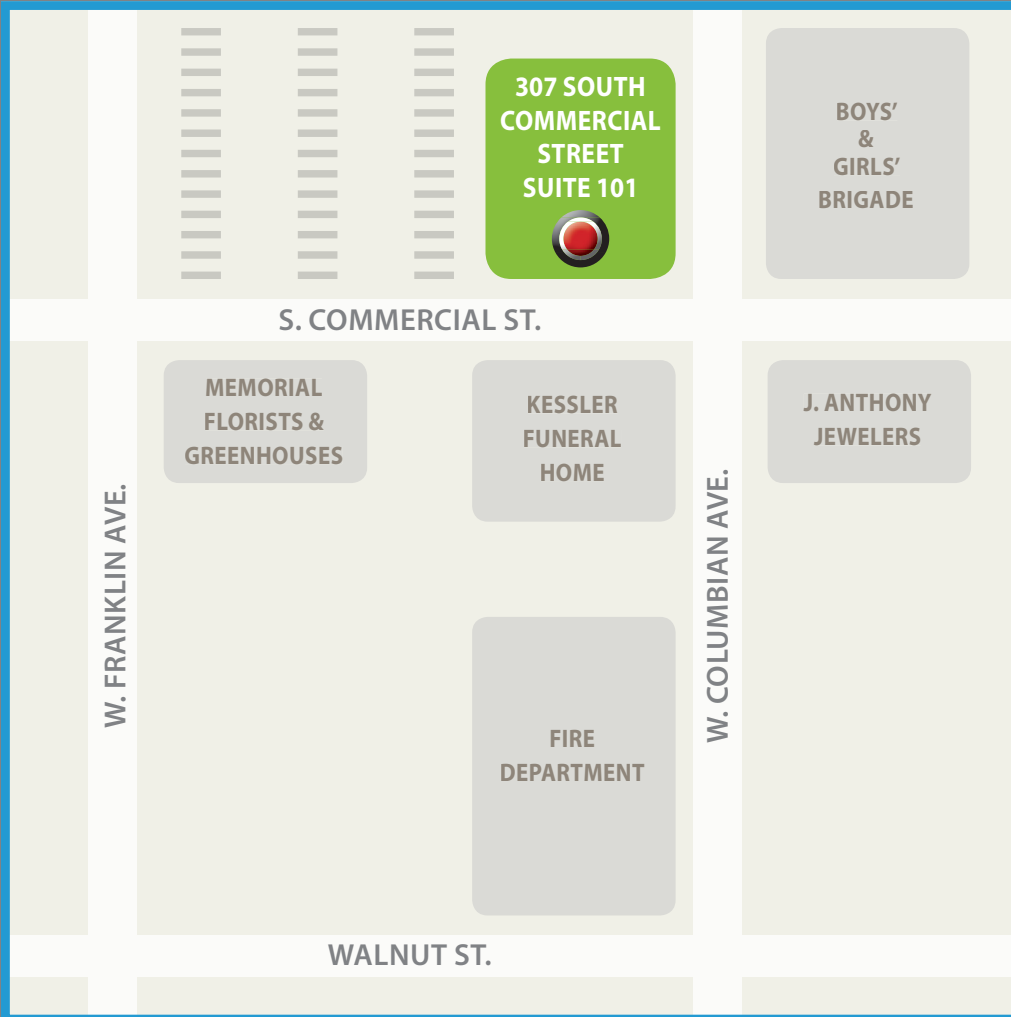 307 SOUTH
COMMERCIAL
STREET
SUITE 101
BOYS’
&
GIRLS’
BRIGADE
S. COMMERCIAL ST.
MEMORIAL
FLORISTS &
GREENHOUSES
KESSLER
FUNERAL
HOME
J. ANTHONY
JEWELERS
W. FRANKLIN AVE.
W. COLUMBIAN AVE.
FIRE
DEPARTMENT
WALNUT ST.